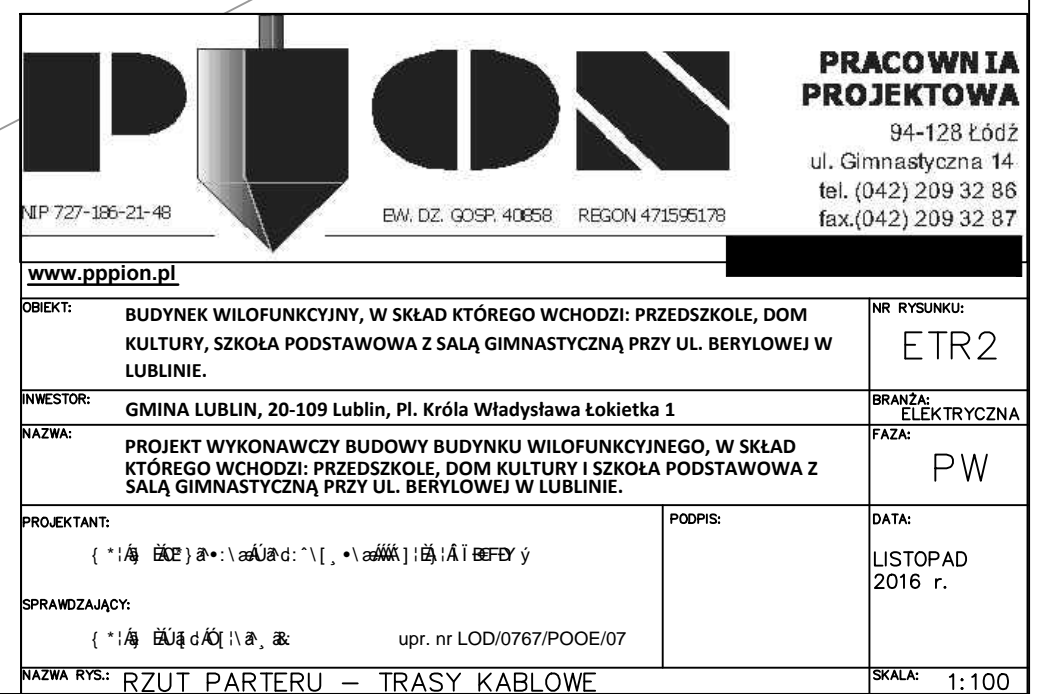 PION
PRACOWNIA
PROJEKTOWA
94-128 Łódź
ul. Gimnastyczna 14
tel. (042) 209 32 86
fax.(042) 209 32 87
NIP 727-186-21-48 EW. DZ. GOSP. 40858 REGON 471595178
www.pppion.pl
OBIEKT:
BUDYNEK WILOFUNKCYJNY, W SKŁAD KTÓREGO WCHODZI: PRZEDSZKOLE, DOM
KULTURY, SZKOŁA PODSTAWOWA Z SALĄ GIMNASTYCZNĄ PRZY UL. BERYLOWEJ W
LUBLINIE.
NR RYSUNKU:
ETR2
INWESTOR:
GMINA LUBLIN, 20-109 Lublin, Pl. Króla Władysława Łokietka 1
BRANŻA:
ELEKTRYCZNA
NAZWA:
PROJEKT WYKONAWCZY BUDOWY BUDYNKU WILOFUNKCYJNEGO, W SKŁAD
KTÓREGO WCHODZI: PRZEDSZKOLE, DOM KULTURY I SZKOŁA PODSTAWOWA Z
SALĄ GIMNASTYCZNĄ PRZY UL. BERYLOWEJ W LUBLINIE.
FAZA:
PW
PROJEKTANT:
PODPIS:
DATA:
LISTOPAD
2016 r.
SPRAWDZAJĄCY:
upr. nr LOD/0767/POOE/07
NAZWA RYS.: RZUT PARTERU – TRASY KABLOWE
SKALA: 1:100